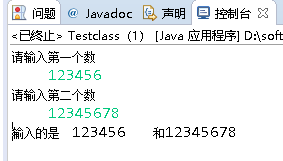 问题 @ Javadoc 声明 控制台
<已终止> Testclass (1) [Java 应用程序] D:\soft
请输入第一个数
123456
请输入第二个数
12345678
输入的是 123456 和12345678